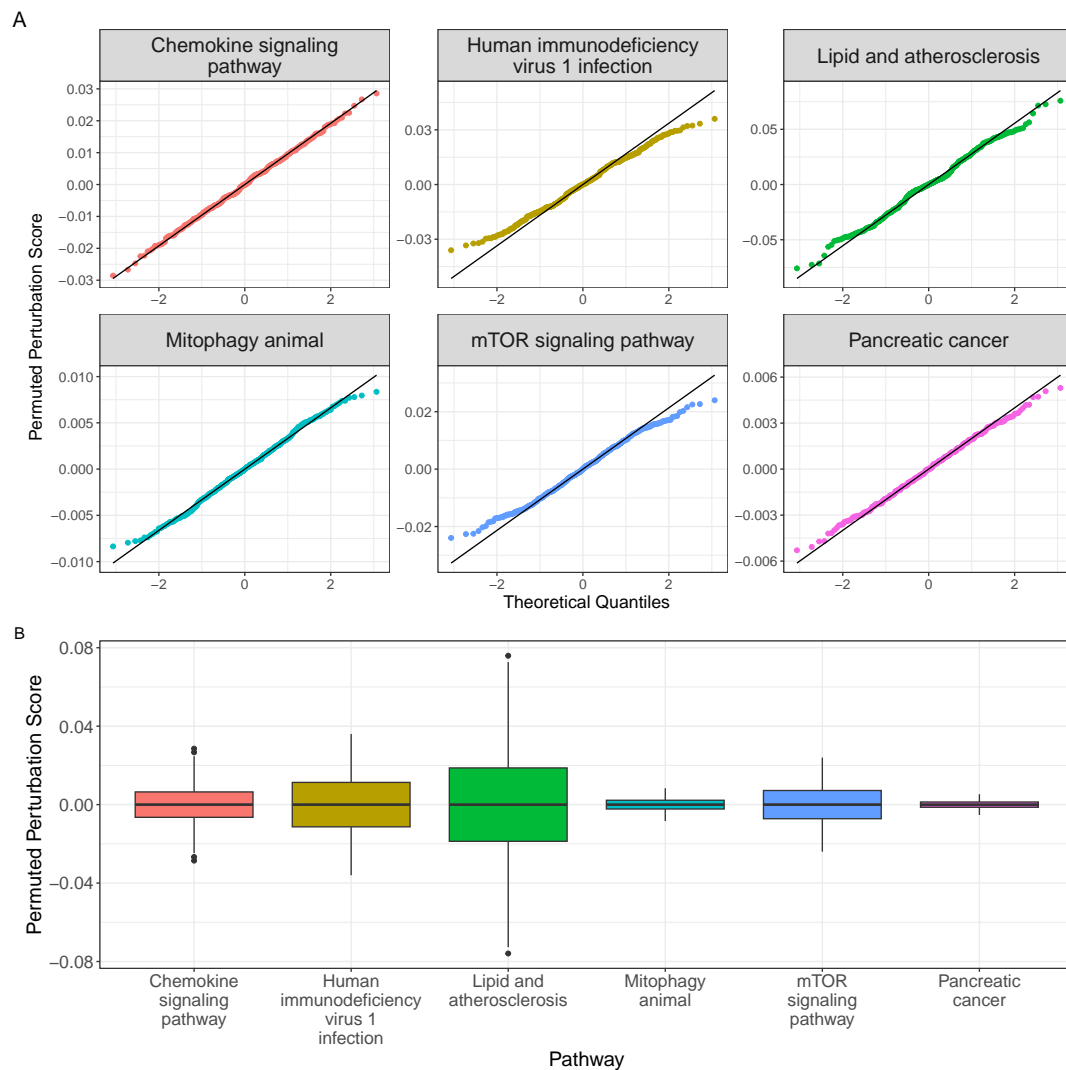 A
Chemokine signaling
pathway
Human immunodeficiency
virus 1 infection
Lipid and atherosclerosis
0.03
0.02
0.01
0.00
−0.01
−0.02
−0.03
−2 0 2
0.03
0.00
−0.03
−2 0 2
0.05
0.00
−0.05
−2 0 2
Permuted Perturbation Score
Mitophagy animal
mTOR signaling pathway
Pancreatic cancer
0.010
0.005
0.000
−0.005
−0.010
−2 0 2
0.02
0.00
−0.02
−2 0 2
0.006
0.003
0.000
−0.003
−0.006
−2 0 2
Theoretical Quantiles
B
Permuted Perturbation Score
0.08
0.04
0.00
−0.04
−0.08
Chemokine
signaling
pathway
Human
immunodeficiency
virus 1
infection
Lipid and
atherosclerosis
Mitophagy
animal
mTOR
signaling
pathway
Pancreatic
cancer
Pathway